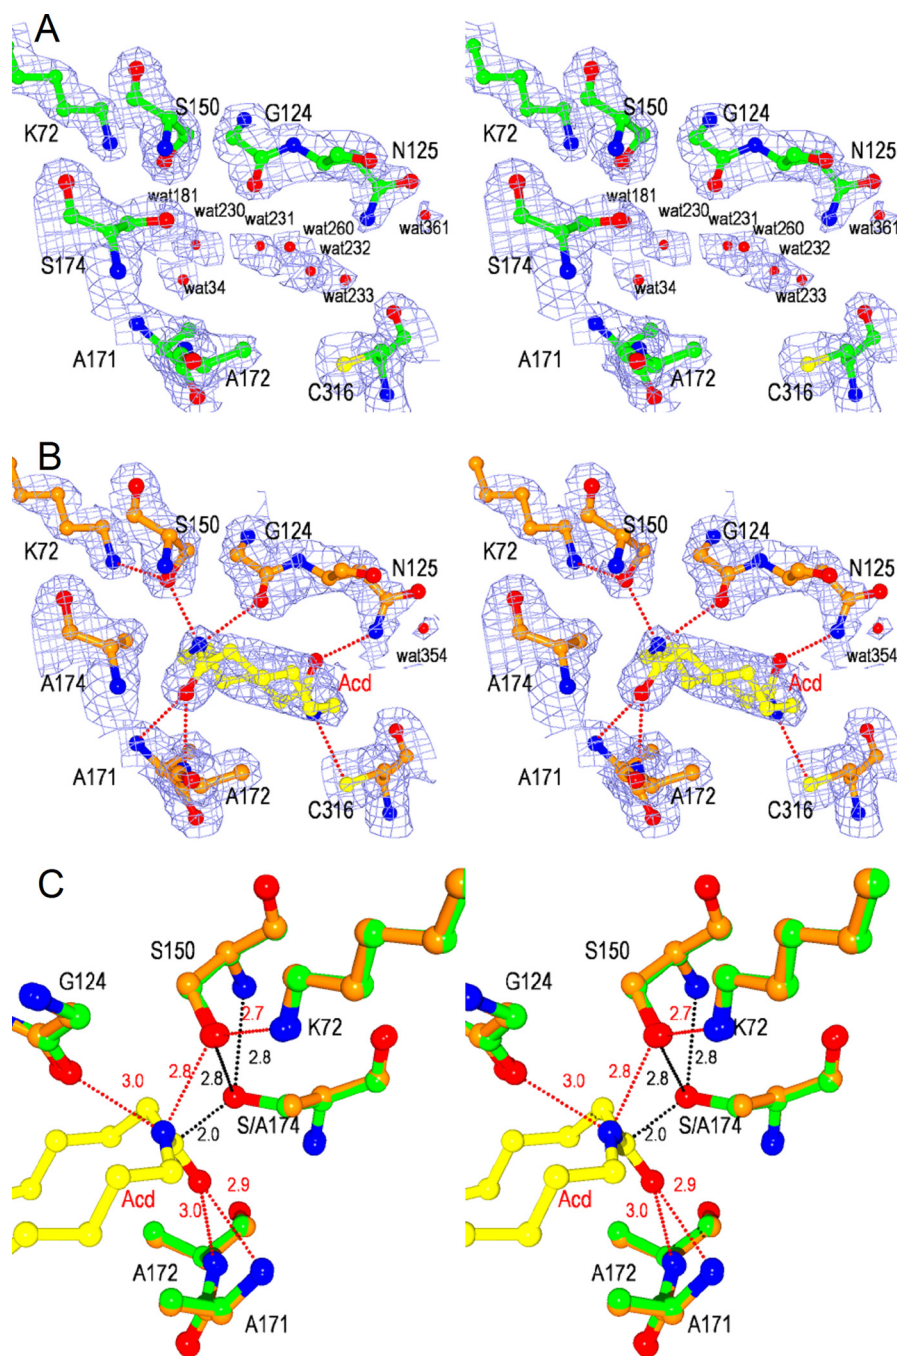 A
S150
G124
K72
N125
wat181
wat230
wat231
wat260
wat361
wat232
S174
wat34
wat233
A171
A172
C316
S150
G124
K72
N125
wat181
wat230
wat231
wat260
wat361
wat232
S174
wat34
wat233
A171
A172
C316
B
S150
G124
K72
N125
wat354
A174
Acd
A171
A172
C316
S150
G124
K72
N125
wat354
A174
Acd
A171
A172
C316
C
S150
G124
2.7
K72
2.8
3.0
2.8
2.8
S/A174
2.0
Acd
2.9
3.0
A172
A171
S150
G124
2.7
K72
2.8
3.0
2.8
2.8
S/A174
2.0
Acd
2.9
3.0
A172
A171